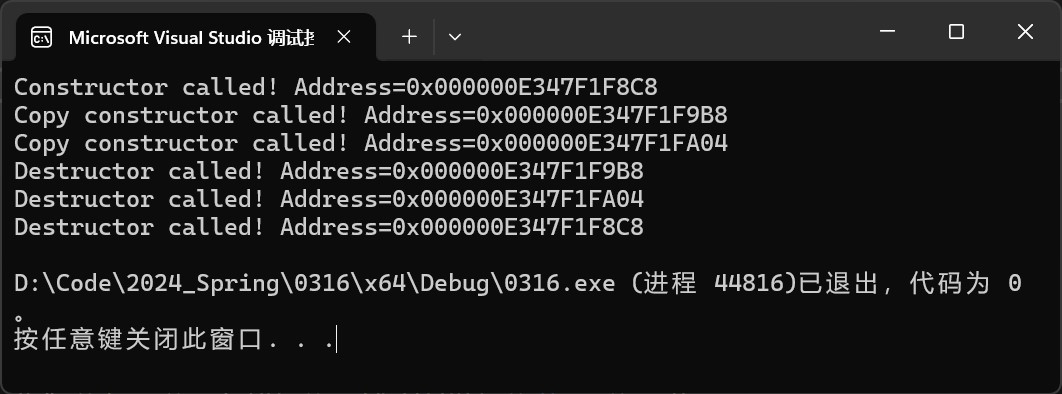 Microsoft Visual Studio 调试控
Constructor called! Address=0x000000E347F1F8C8
Copy constructor called! Address=0x000000E347F1F9B8
Copy constructor called! Address=0x000000E347F1FA04
Destructor called! Address=0x000000E347F1F9B8
Destructor called! Address=0x000000E347F1FA04
Destructor called! Address=0x000000E347F1F8C8
D:\Code\2024_Spring\0316\x64\Debug\0316.exe (进程 44816)已退出，代码为 0
。
按任意键关闭此窗口. . .